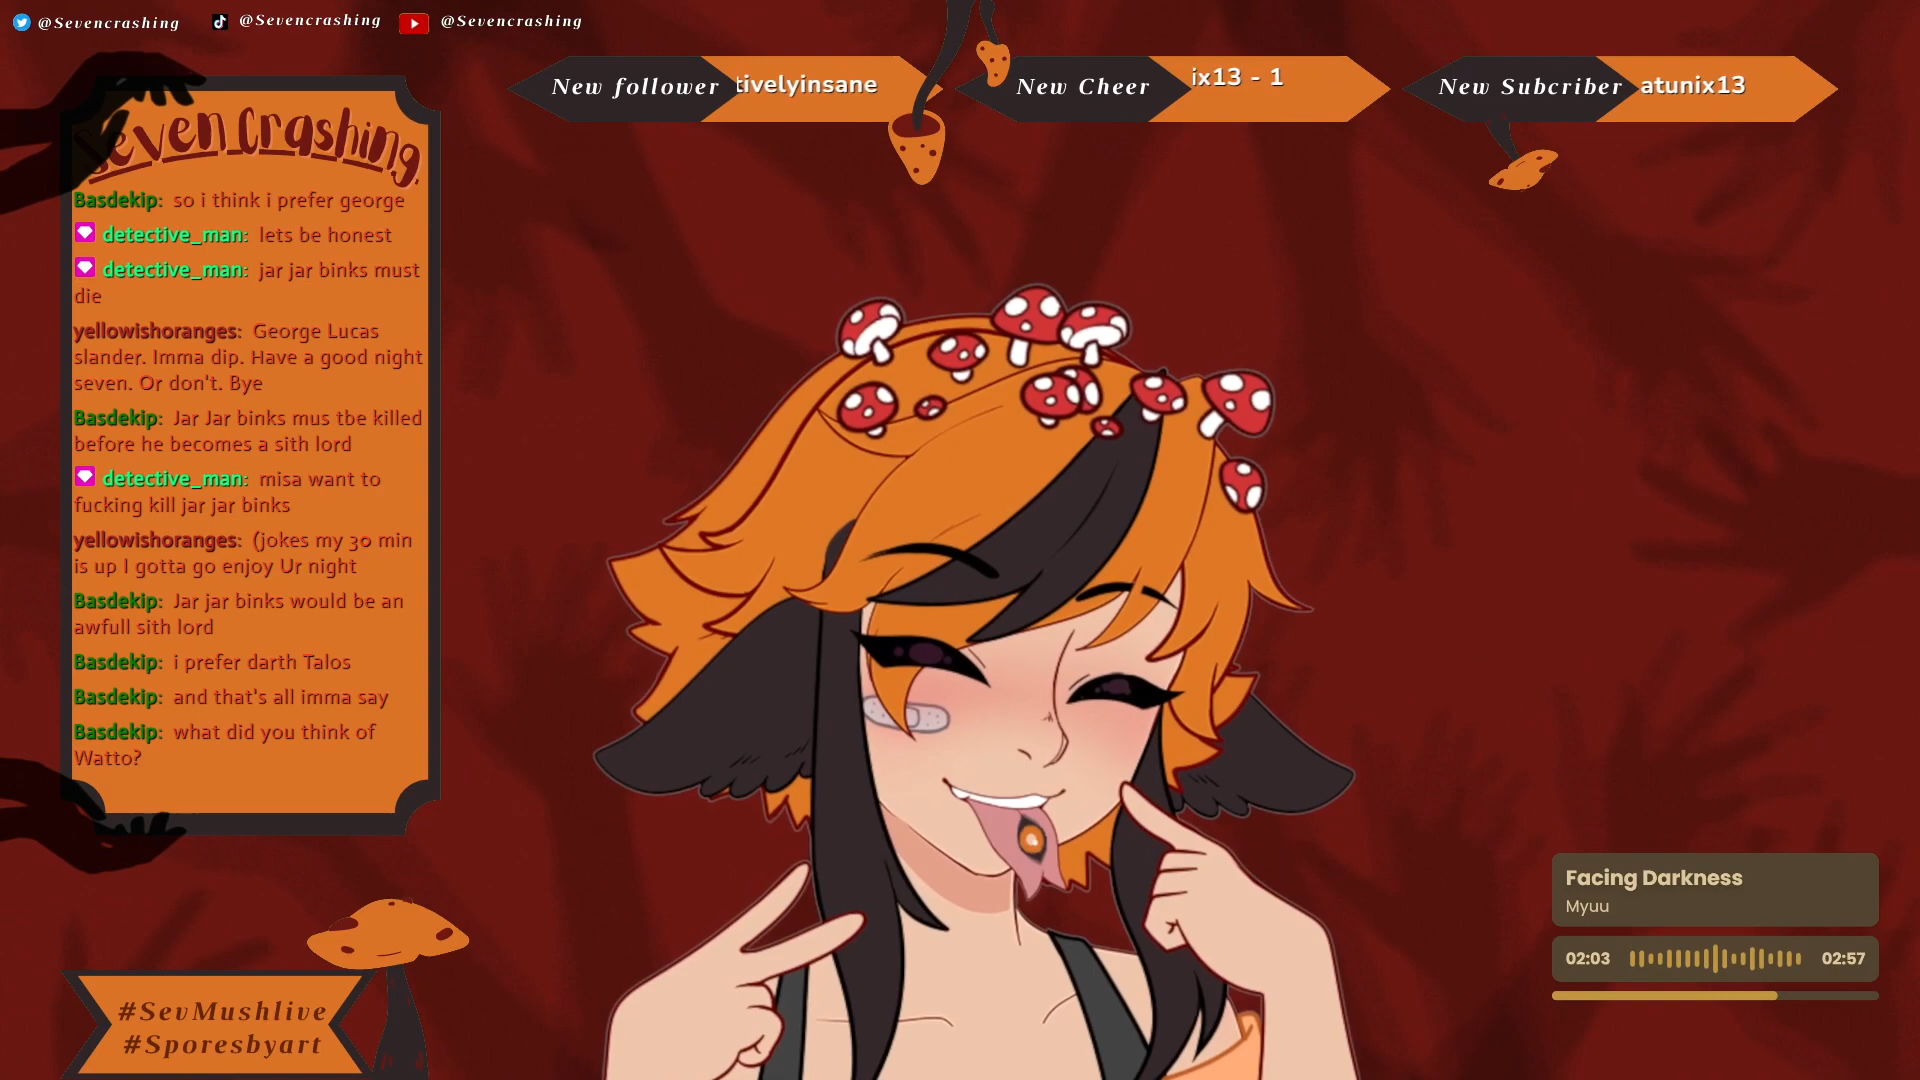 @Sevencrashing @Sevencrashing @Sevencrashing
New follower tivelyinsane
New Cheer ix13 - 1
New Subcriber atunix13
Seven Crashing
Basdekip: so i think i prefer george
detective_man: lets be honest
detective_man: jar jar binks must
die
yellowishoranges: George Lucas
slander. Imma dip. Have a good night
seven. Or don't. Bye
Basdekip: Jar Jar binks mus tbe killed
before he becomes a sith lord
detective_man: misa want to
fucking kill jar jar binks
yellowishoranges: (jokes my 30 min
is up I gotta go enjoy Ur night
Basdekip: Jar jar binks would be an
awfull sith lord
Basdekip: i prefer darth Talos
Basdekip: and that's all imma say
Basdekip: what did you think of
Watto?
#SevMushlive
#Sporesbyart
Facing Darkness
Myuu
02:03 02:57